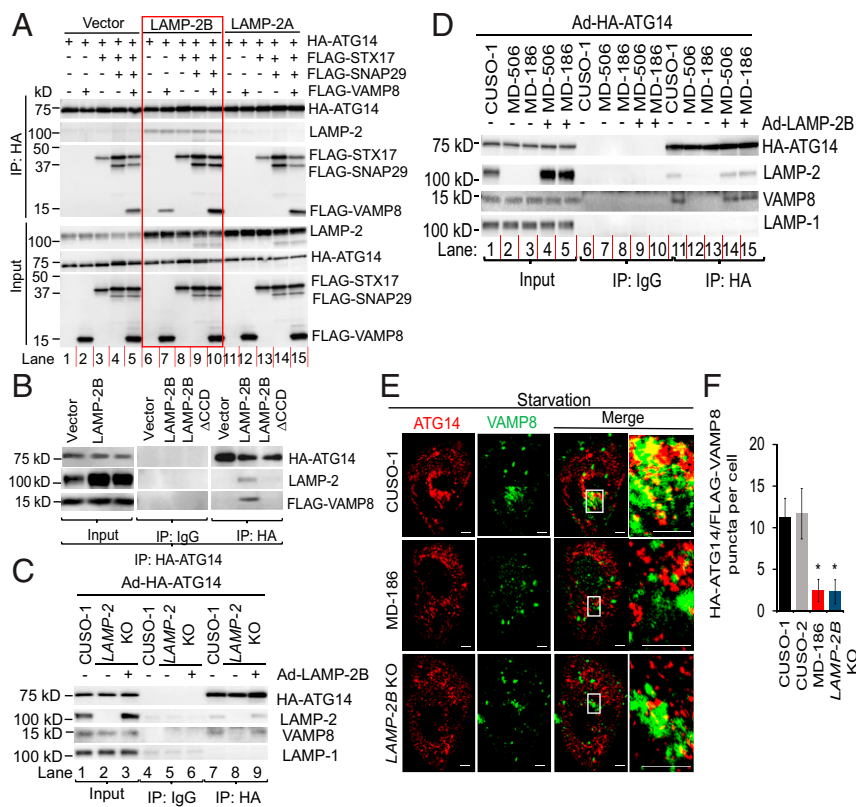 A
Vector LAMP-2B LAMP-2A
+ + + + + + + + + + + + + + + HA-ATG14
- - + + + - - + + + - - + + + FLAG-STX17
- - - + + - - - + + - - - + + FLAG-SNAP29
- + - - + - + - - + - + - - + FLAG-VAMP8
kD
IP: HA
75 HA-ATG14
100 LAMP-2
50
37 FLAG-STX17
FLAG-SNAP29
15 FLAG-VAMP8
Input
100 LAMP-2
75 HA-ATG14
50
37 FLAG-STX17
FLAG-SNAP29
15 FLAG-VAMP8
Lane 1 2 3 4 5 6 7 8 9 10 11 12 13 14 15
B
Vector LAMP-2B LAMP-2B ΔCCD Vector LAMP-2B LAMP-2B ΔCCD
75 kD HA-ATG14
100 kD LAMP-2
15 kD FLAG-VAMP8
Input IP: IgG IP: HA
IP: HA-ATG14
C
Ad-HA-ATG14
CUSO-1 LAMP-2 KO CUSO-1 LAMP-2 KO CUSO-1 LAMP-2 KO
- - + - - + - - + Ad-LAMP-2B
75 kD HA-ATG14
100 kD LAMP-2
15 kD VAMP8
100 kD LAMP-1
Lane 1 2 3 4 5 6 7 8 9
Input IP: IgG IP: HA
D
Ad-HA-ATG14
CUSO-1 MD-506 MD-186 MD-506 MD-186 CUSO-1 MD-506 MD-186 MD-506 MD-186 CUSO-1 MD-506 MD-186 MD-506 MD-186
- - - + + - - - + + - - - + + Ad-LAMP-2B
75 kD HA-ATG14
100 kD LAMP-2
15 kD VAMP8
100 kD LAMP-1
Lane: 1 2 3 4 5 6 7 8 9 10 11 12 13 14 15
Input IP: IgG IP: HA
E
Starvation
ATG14 VAMP8 Merge
CUSO-1
MD-186
LAMP-2B KO
F
HA-ATG14/FLAG-VAMP8
puncta per cell
20
15
10
5
0
* *
CUSO-1
CUSO-2
MD-186
LAMP-2B
KO